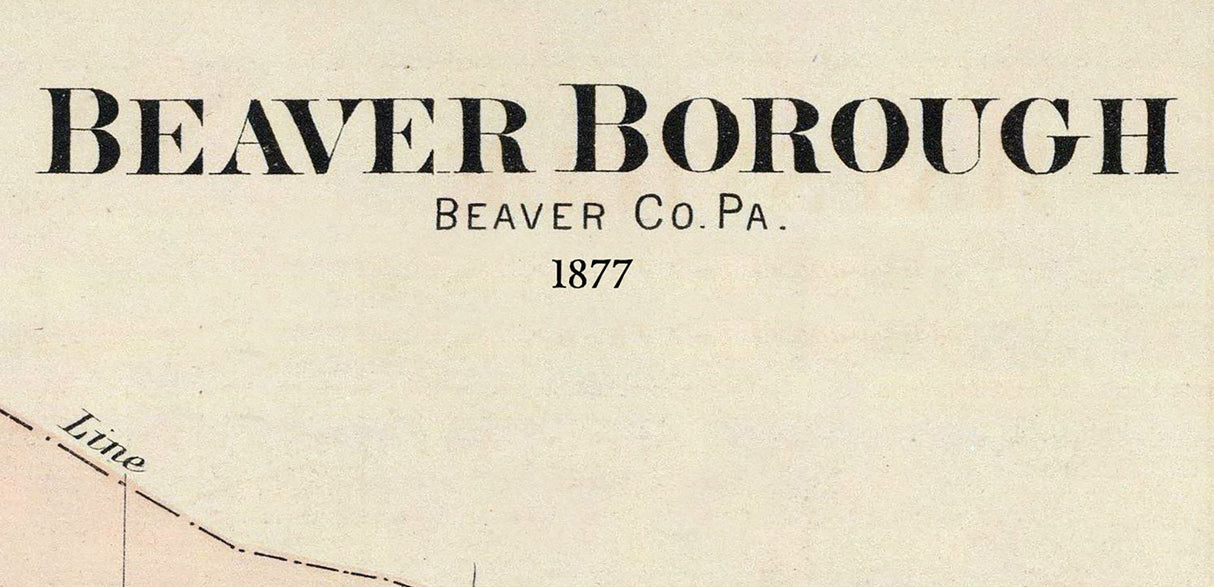 BEAVER BOROUGH
BEAVER CO. PA.
1877
Line